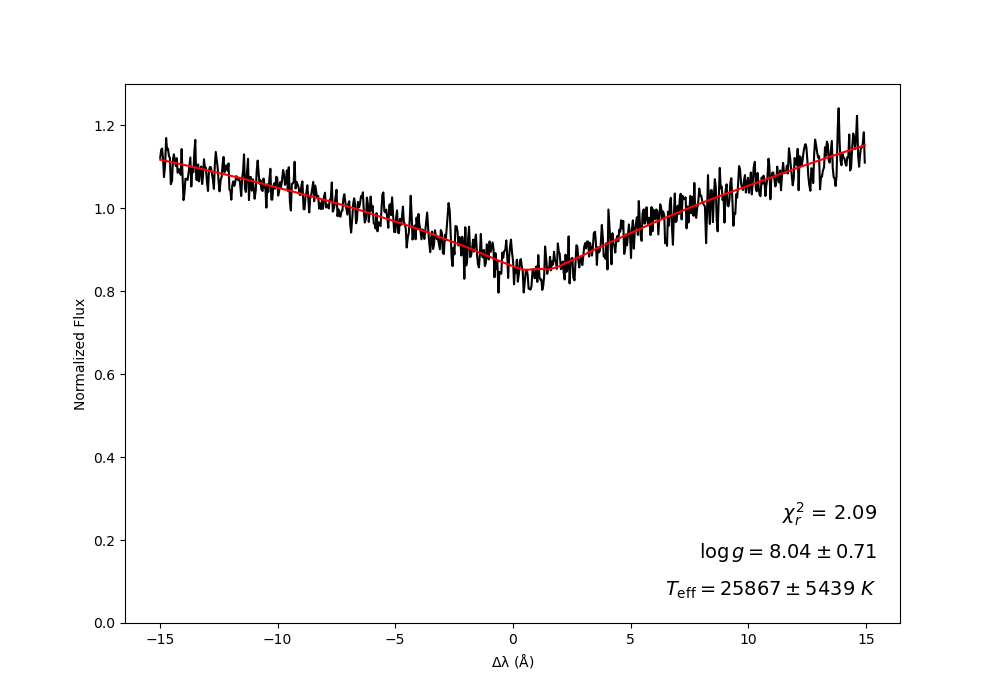 1.2
1.0
0.8
0.6
0.4
0.2
0.0
−15
−10
−5
0
5
10
15
Normalized Flux
Δλ (Å)
χ²ᵣ = 2.09
log g = 8.04 ± 0.71
T_eff = 25867 ± 5439 K